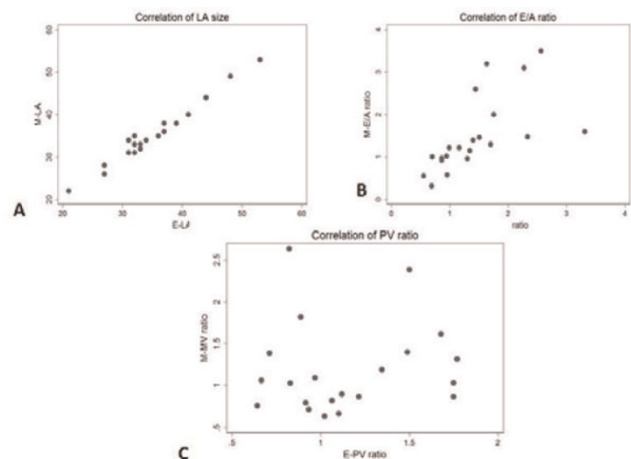 Correlation of LA size
M-LA
60
50
40
30
20
20
30
40
50
60
E-LA
A
Correlation of E/A ratio
M-E/A ratio
4
3
2
1
0
0
1
2
3
4
ratio
B
Correlation of PV ratio
M-MV ratio
2.5
2
1.5
1
.5
.5
1
1.5
2
E-PV ratio
C